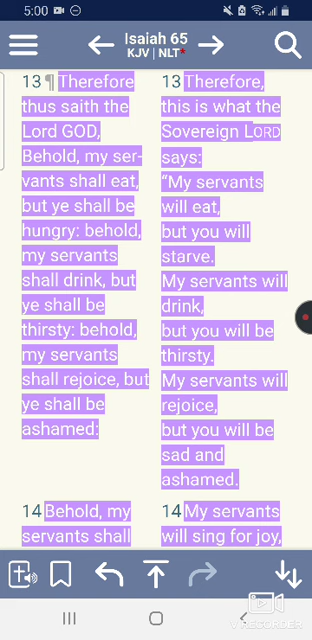 5:00
Isaiah 65
KJV | NLT*
13 ¶ Therefore
thus saith the
Lord GOD,
Behold, my ser-
vants shall eat,
but ye shall be
hungry: behold,
my servants
shall drink, but
ye shall be
thirsty: behold,
my servants
shall rejoice, but
ye shall be
ashamed:
14 Behold, my
servants shall
13 Therefore,
this is what the
Sovereign LORD
says:
“My servants
will eat,
but you will
starve.
My servants will
drink,
but you will be
thirsty.
My servants will
rejoice,
but you will be
sad and
ashamed.
14 My servants
will sing for joy,
V RECORDER